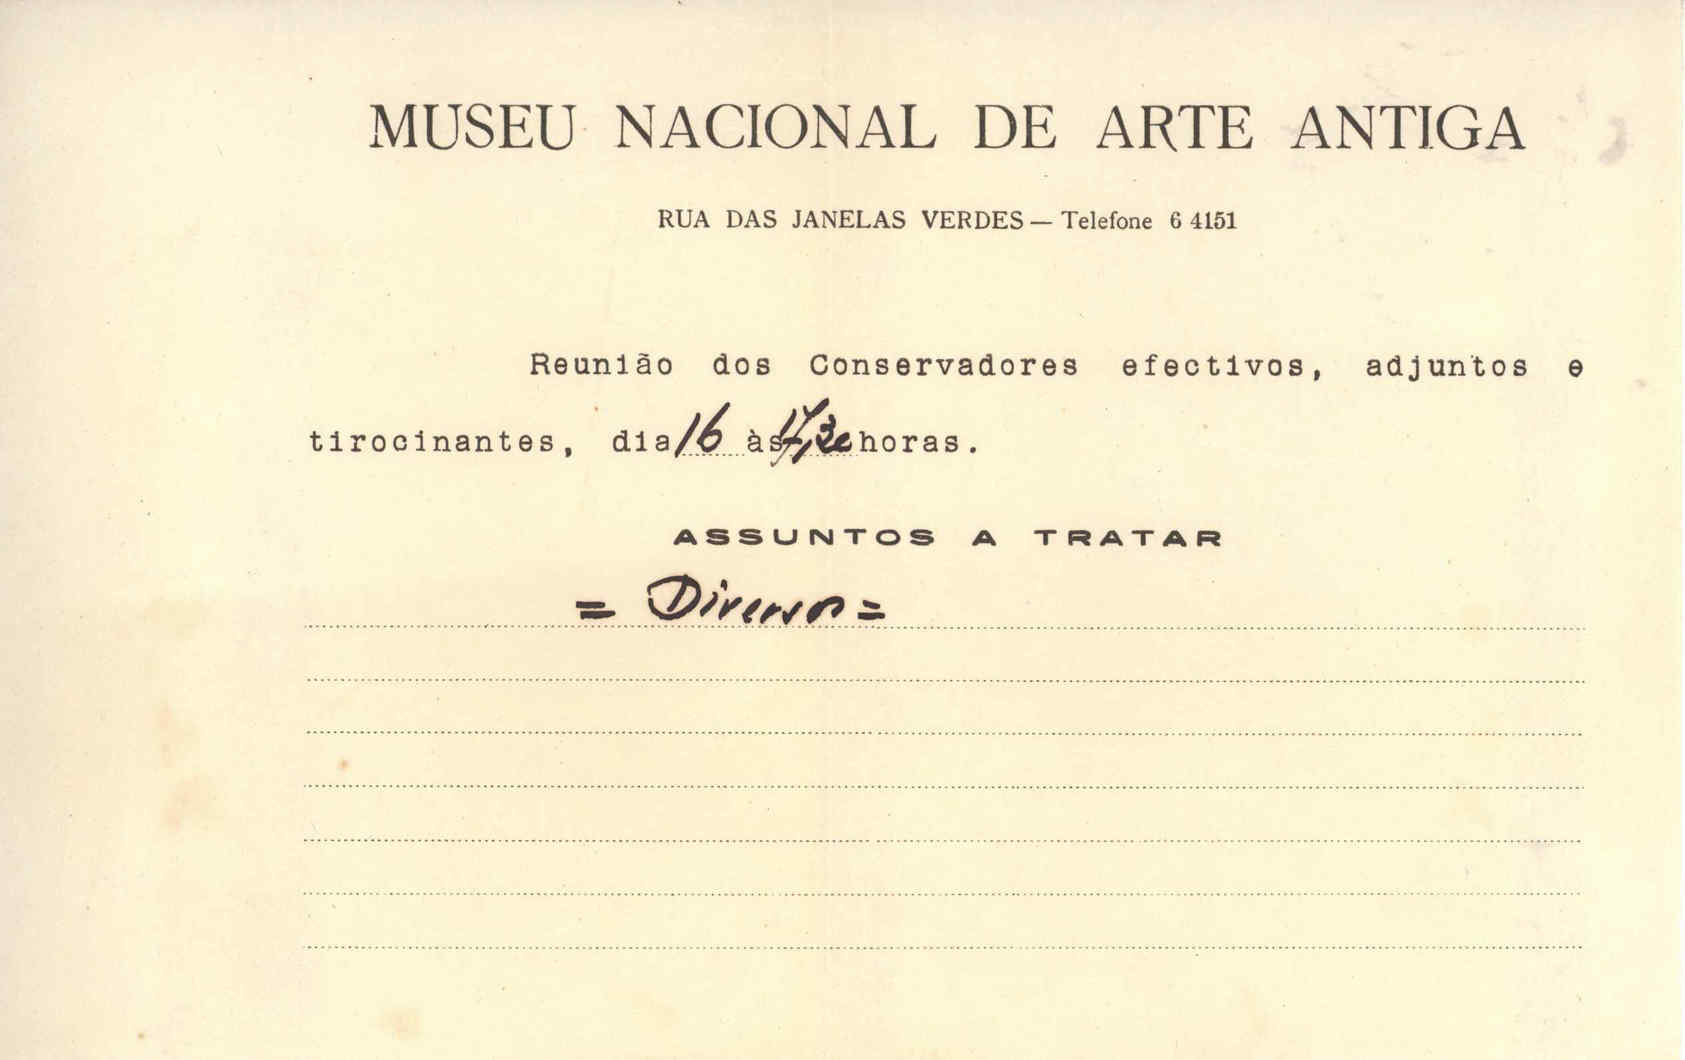 MUSEU NACIONAL DE ARTE ANTIGA
RUA DAS JANELAS VERDES — Telefone 6 4151
Reunião dos Conservadores efectivos, adjuntos e
tirocinantes, dia 16 às 17,30 horas.
ASSUNTOS A TRATAR
= Diversos =